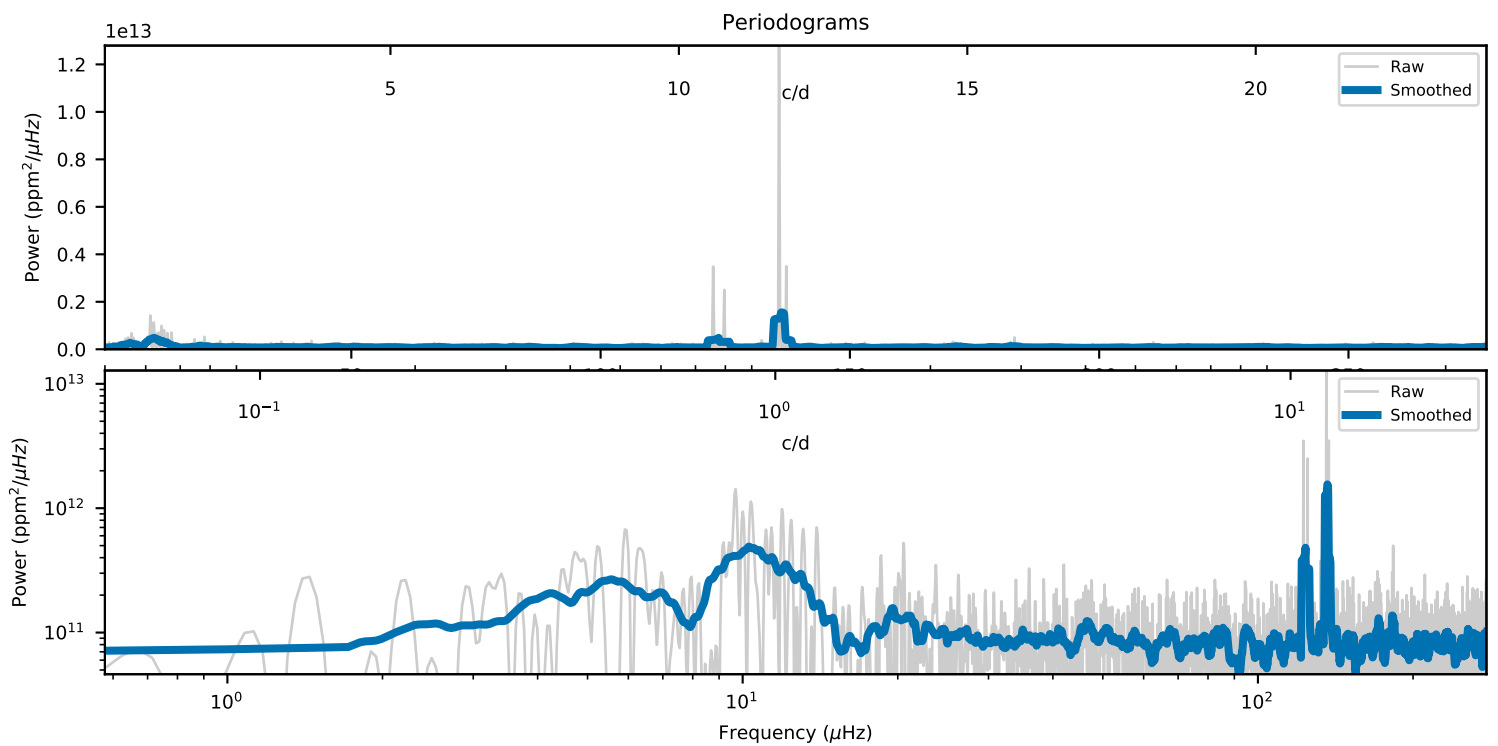 Periodograms
1e13
1.2
1.0
0.8
0.6
0.4
0.2
0.0
Power (ppm²/μHz)
5 10 15 20
c/d
Raw
Smoothed
10¹³
10¹²
10¹¹
Power (ppm²/μHz)
10⁻¹ 10⁰ 10¹
c/d
Raw
Smoothed
10⁰ 10¹ 10²
Frequency (μHz)